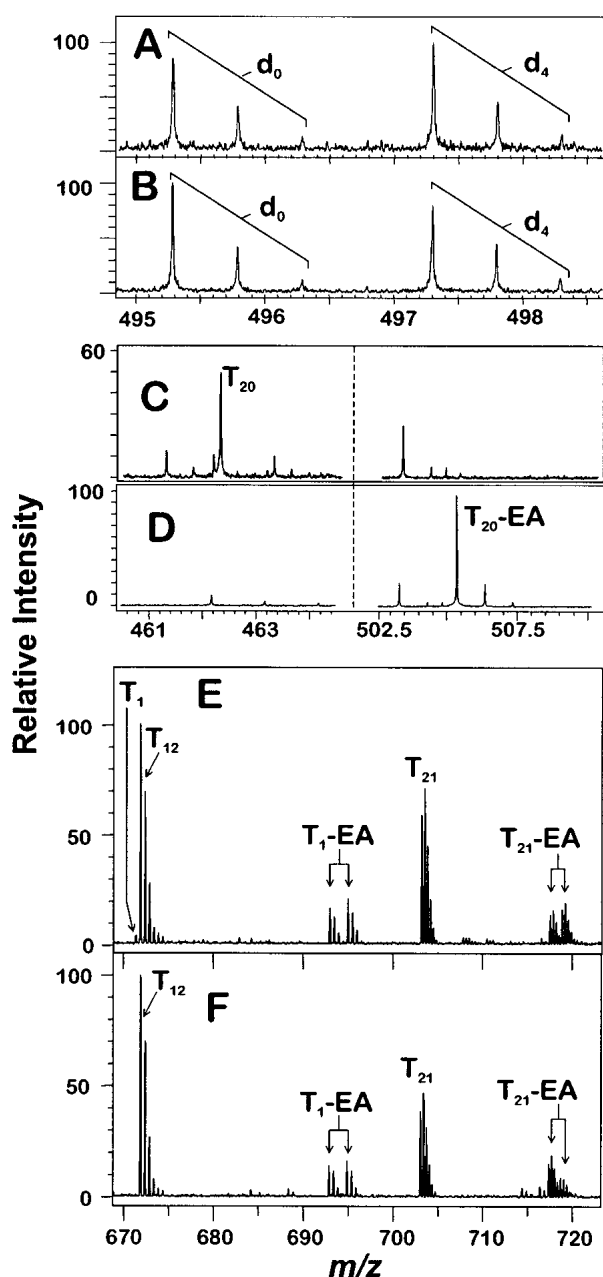 A
100
d₀
d₄
B
100
d₀
d₄
495 496 497 498
60
C
T₂₀
100
D
T₂₀-EA
0
461 463 502.5 507.5
Relative Intensity
T₁
E
100
T₁₂
T₂₁
T₁-EA
T₂₁-EA
50
0
100
T₁₂
F
T₂₁
T₁-EA
T₂₁-EA
50
0
670 680 690 700 710 720
m/z